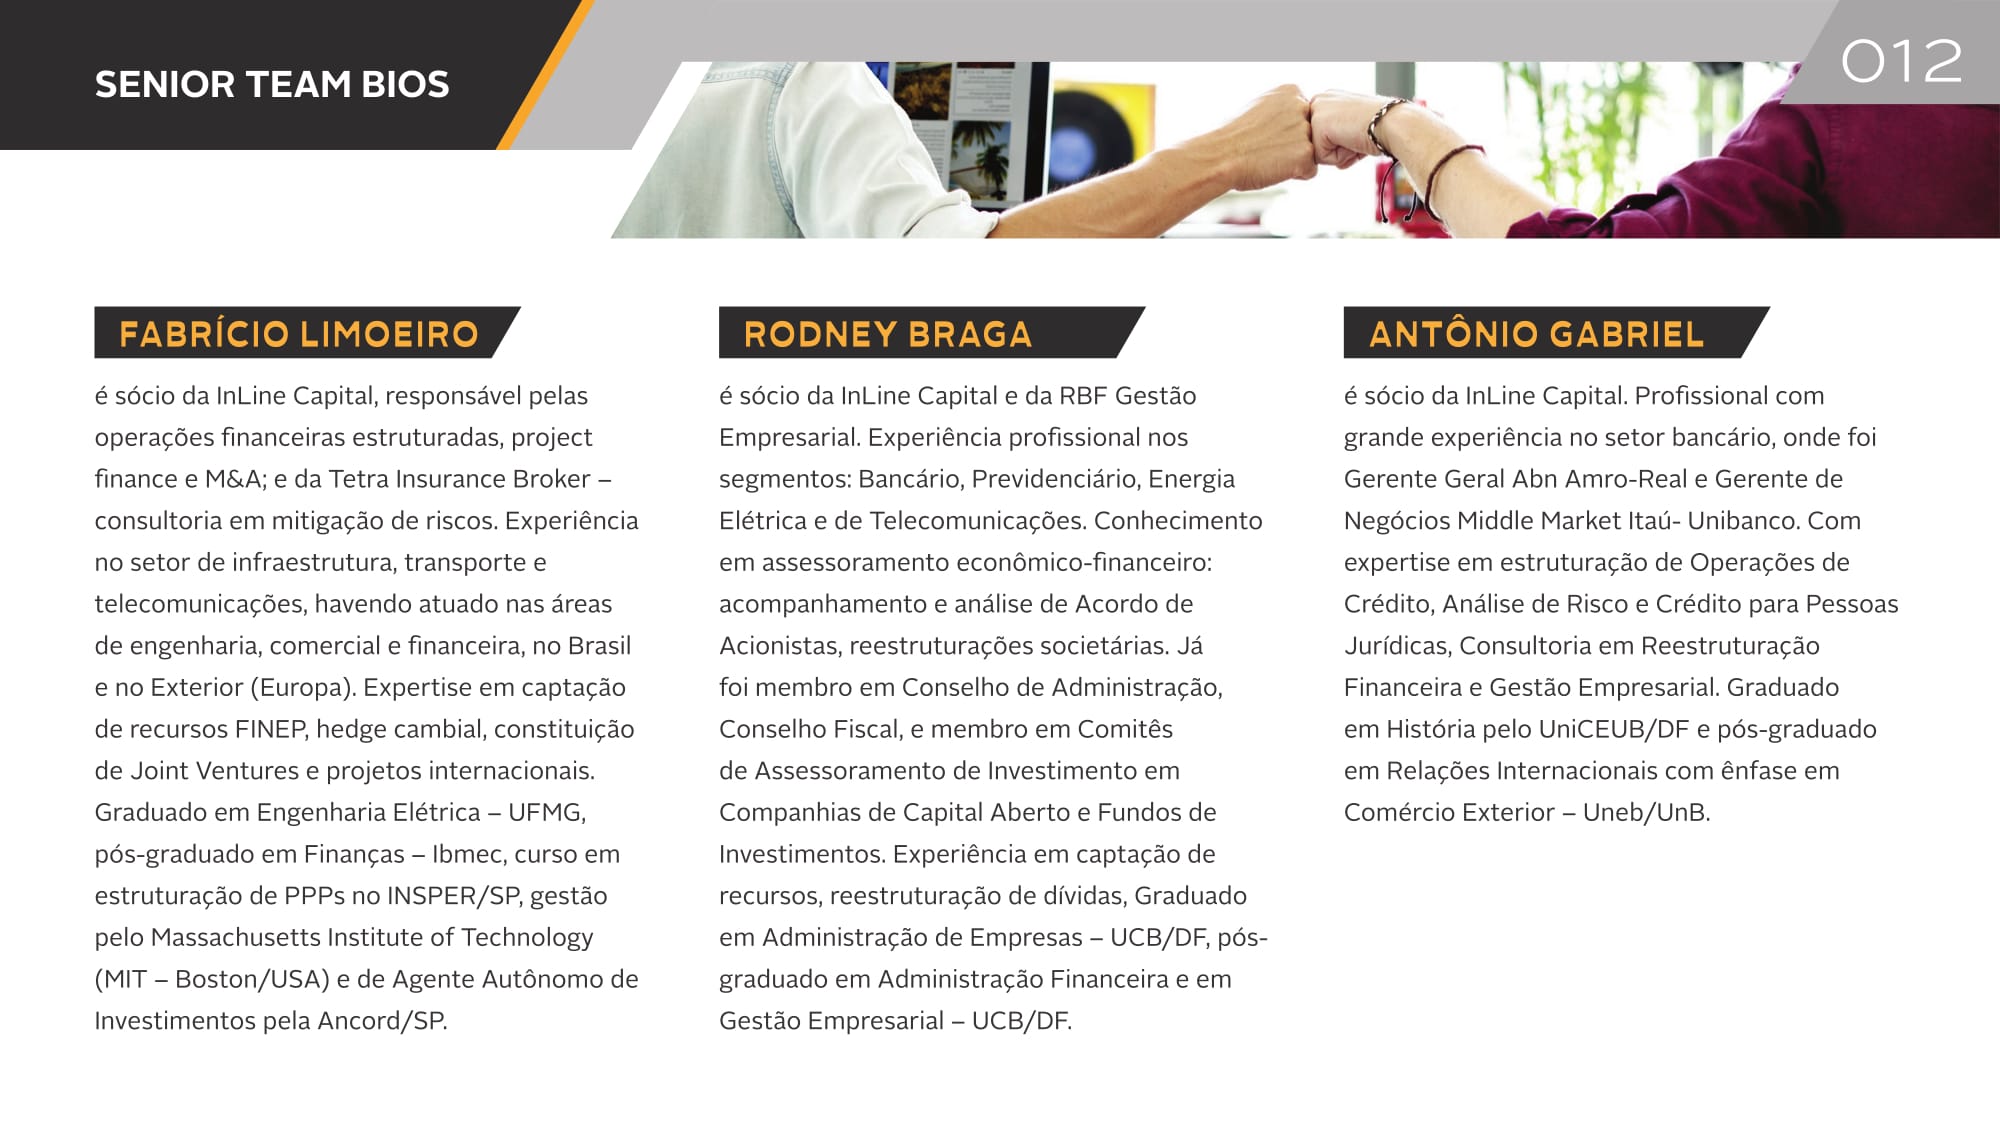 SENIOR TEAM BIOS
012
FABRÍCIO LIMOEIRO
é sócio da InLine Capital, responsável pelas
operações financeiras estruturadas, project
finance e M&A; e da Tetra Insurance Broker –
consultoria em mitigação de riscos. Experiência
no setor de infraestrutura, transporte e
telecomunicações, havendo atuado nas áreas
de engenharia, comercial e financeira, no Brasil
e no Exterior (Europa). Expertise em captação
de recursos FINEP, hedge cambial, constituição
de Joint Ventures e projetos internacionais.
Graduado em Engenharia Elétrica – UFMG,
pós-graduado em Finanças – Ibmec, curso em
estruturação de PPPs no INSPER/SP, gestão
pelo Massachusetts Institute of Technology
(MIT – Boston/USA) e de Agente Autônomo de
Investimentos pela Ancord/SP.
RODNEY BRAGA
é sócio da InLine Capital e da RBF Gestão
Empresarial. Experiência profissional nos
segmentos: Bancário, Previdenciário, Energia
Elétrica e de Telecomunicações. Conhecimento
em assessoramento econômico-financeiro:
acompanhamento e análise de Acordo de
Acionistas, reestruturações societárias. Já
foi membro em Conselho de Administração,
Conselho Fiscal, e membro em Comitês
de Assessoramento de Investimento em
Companhias de Capital Aberto e Fundos de
Investimentos. Experiência em captação de
recursos, reestruturação de dívidas, Graduado
em Administração de Empresas – UCB/DF, pós-
graduado em Administração Financeira e em
Gestão Empresarial – UCB/DF.
ANTÔNIO GABRIEL
é sócio da InLine Capital. Profissional com
grande experiência no setor bancário, onde foi
Gerente Geral Abn Amro-Real e Gerente de
Negócios Middle Market Itaú- Unibanco. Com
expertise em estruturação de Operações de
Crédito, Análise de Risco e Crédito para Pessoas
Jurídicas, Consultoria em Reestruturação
Financeira e Gestão Empresarial. Graduado
em História pelo UniCEUB/DF e pós-graduado
em Relações Internacionais com ênfase em
Comércio Exterior – Uneb/UnB.